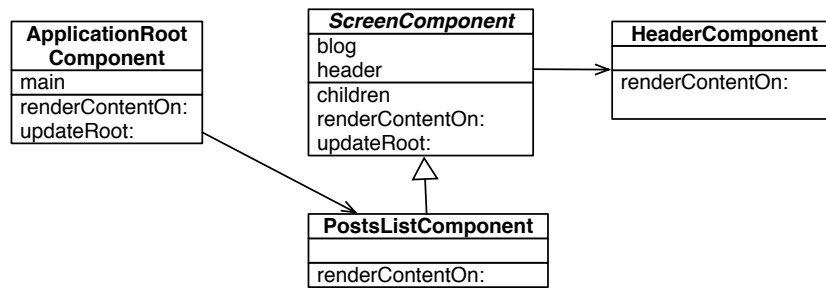 ApplicationRoot
Component
main
renderContentOn:
updateRoot:
ScreenComponent
blog
header
children
renderContentOn:
updateRoot:
HeaderComponent
renderContentOn:
PostsListComponent
renderContentOn: